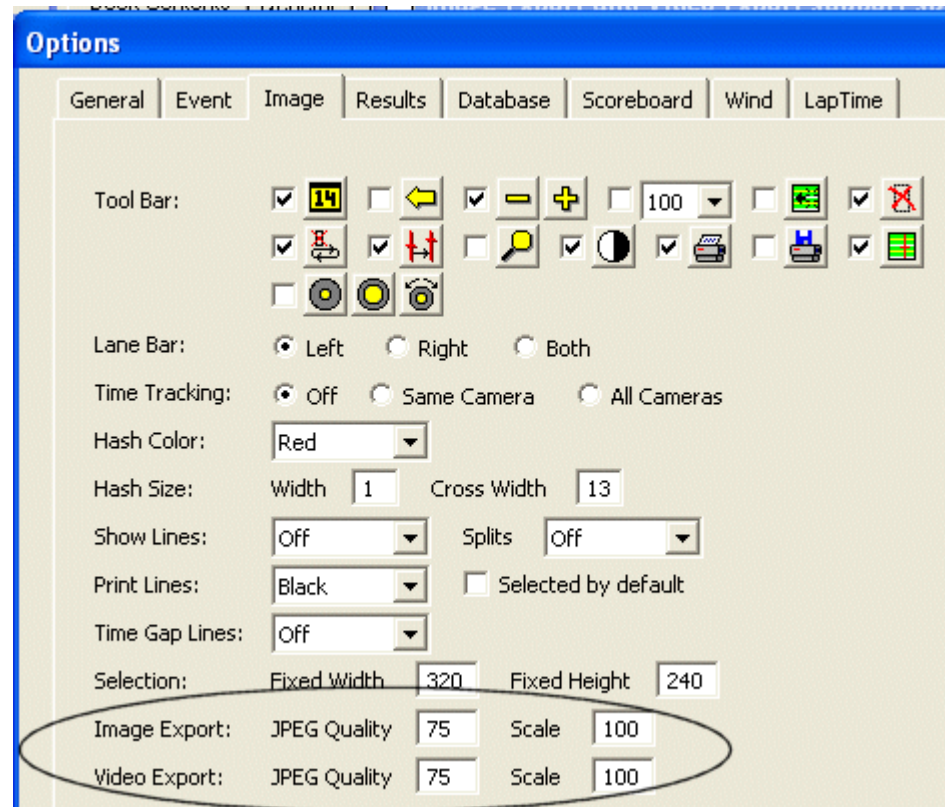 Options
General Event Image Results Database Scoreboard Wind LapTime
Tool Bar: 14 100
Lane Bar: Left Right Both
Time Tracking: Off Same Camera All Cameras
Hash Color: Red
Hash Size: Width 1 Cross Width 13
Show Lines: Off Splits Off
Print Lines: Black Selected by default
Time Gap Lines: Off
Selection: Fixed Width 320 Fixed Height 240
Image Export: JPEG Quality 75 Scale 100
Video Export: JPEG Quality 75 Scale 100